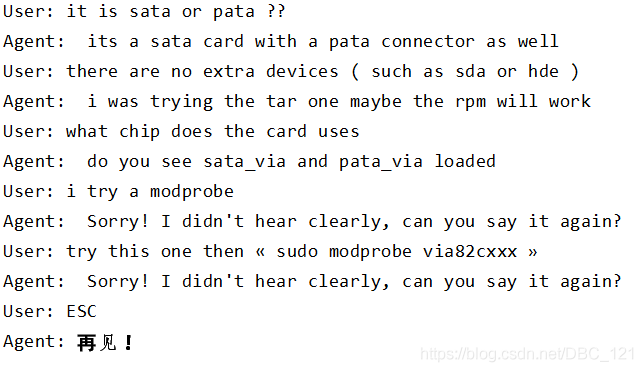 User: it is sata or pata ??
Agent:  its a sata card with a pata connector as well
User: there are no extra devices ( such as sda or hde )
Agent:  i was trying the tar one maybe the rpm will work
User: what chip does the card uses
Agent:  do you see sata_via and pata_via loaded
User: i try a modprobe
Agent:  Sorry! I didn't hear clearly, can you say it again?
User: try this one then « sudo modprobe via82cxxx »
Agent:  Sorry! I didn't hear clearly, can you say it again?
User: ESC
Agent: 再见！
https://blog.csdn.net/DBC_121